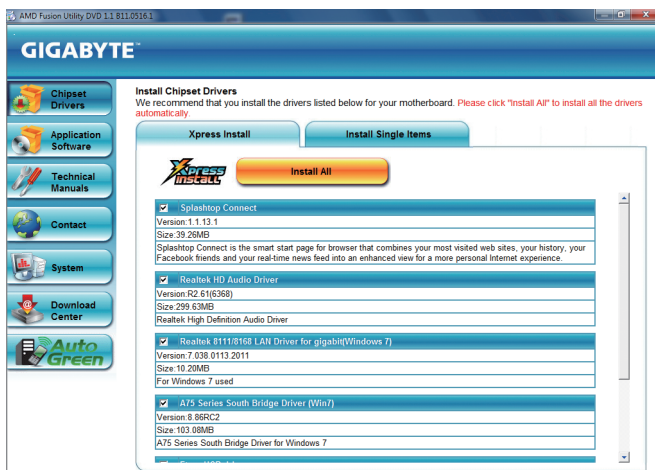 AMD Fusion Utility DVD 1.1 B11.0516.1
GIGABYTE™
Chipset
Drivers
Application
Software
Technical
Manuals
Contact
System
Download
Center
Auto
Green
Install Chipset Drivers
We recommend that you install the drivers listed below for your motherboard. Please click "Install All" to install all the drivers
automatically.
Xpress Install
Install Single Items
Xpress
INSTALL
Install All
Splashtop Connect
Version:1.1.13.1
Size:39.26MB
Splashtop Connect is the smart start page for browser that combines your most visited web sites, your history, your
Facebook friends and your real-time news feed into an enhanced view for a more personal Internet experience.
Realtek HD Audio Driver
Version:R2.61(6368)
Size:299.63MB
Realtek High Definition Audio Driver
Realtek 8111/8168 LAN Driver for gigabit(Windows 7)
Version:7.038.0113.2011
Size:10.20MB
For Windows 7 used
A75 Series South Bridge Driver (Win7)
Version:8.86RC2
Size:103.08MB
A75 Series South Bridge Driver for Windows 7